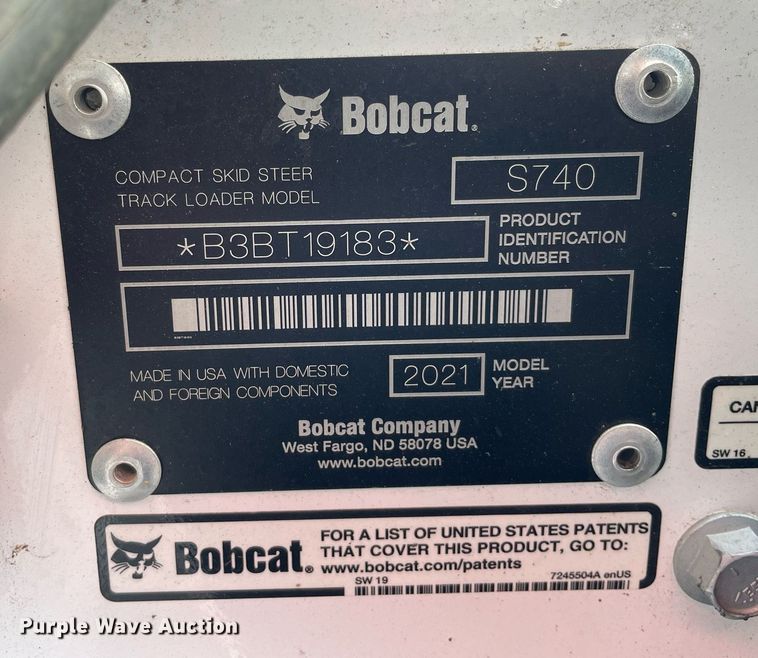 Bobcat®
COMPACT SKID STEER
TRACK LOADER MODEL
S740
*B3BT19183*
PRODUCT
IDENTIFICATION
NUMBER
MADE IN USA WITH DOMESTIC
AND FOREIGN COMPONENTS
2021
MODEL
YEAR
Bobcat Company
West Fargo, ND 58078 USA
www.bobcat.com
CAN
SW 16
Bobcat®
FOR A LIST OF UNITED STATES PATENTS
THAT COVER THIS PRODUCT, GO TO:
www.bobcat.com/patents
SW 19
7245504A enUS
Purple Wave Auction